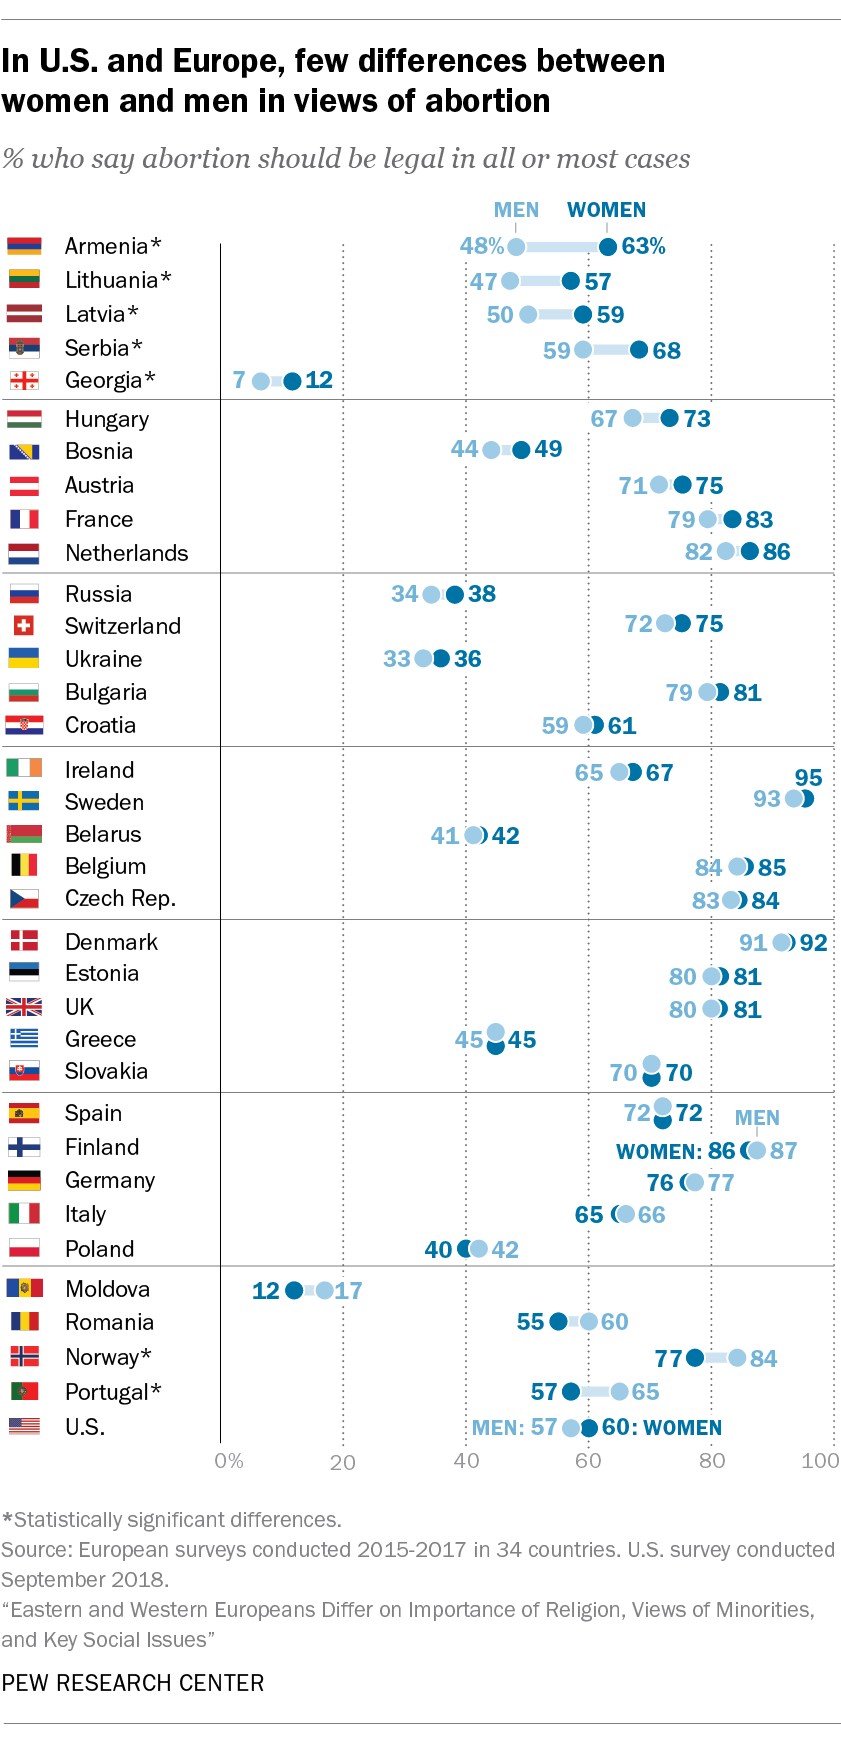 In U.S. and Europe, few differences between
women and men in views of abortion
% who say abortion should be legal in all or most cases
MEN WOMEN
Armenia* 48% 63%
Lithuania* 47 57
Latvia* 50 59
Serbia* 59 68
Georgia* 7 12
Hungary 67 73
Bosnia 44 49
Austria 71 75
France 79 83
Netherlands 82 86
Russia 34 38
Switzerland 72 75
Ukraine 33 36
Bulgaria 79 81
Croatia 59 61
Ireland 65 67
Sweden 93 95
Belarus 41 42
Belgium 84 85
Czech Rep. 83 84
Denmark 91 92
Estonia 80 81
UK 80 81
Greece 45 45
Slovakia 70 70
Spain 72 72
MEN
Finland WOMEN: 86 87
Germany 76 77
Italy 65 66
Poland 40 42
Moldova 12 17
Romania 55 60
Norway* 77 84
Portugal* 57 65
U.S. MEN: 57 60: WOMEN
0% 20 40 60 80 100
*Statistically significant differences.
Source: European surveys conducted 2015-2017 in 34 countries. U.S. survey conducted
September 2018.
“Eastern and Western Europeans Differ on Importance of Religion, Views of Minorities,
and Key Social Issues”
PEW RESEARCH CENTER